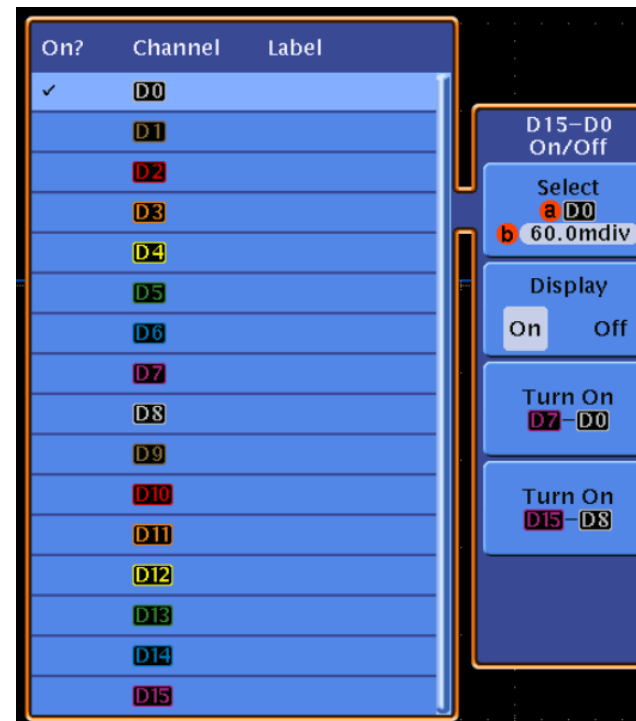 On? Channel Label
✓ D0
D1
D2
D3
D4
D5
D6
D7
D8
D9
D10
D11
D12
D13
D14
D15
D15-D0
On/Off
Select
a D0
b 60.0mdiv
Display
On Off
Turn On
D7-D0
Turn On
D15-D8